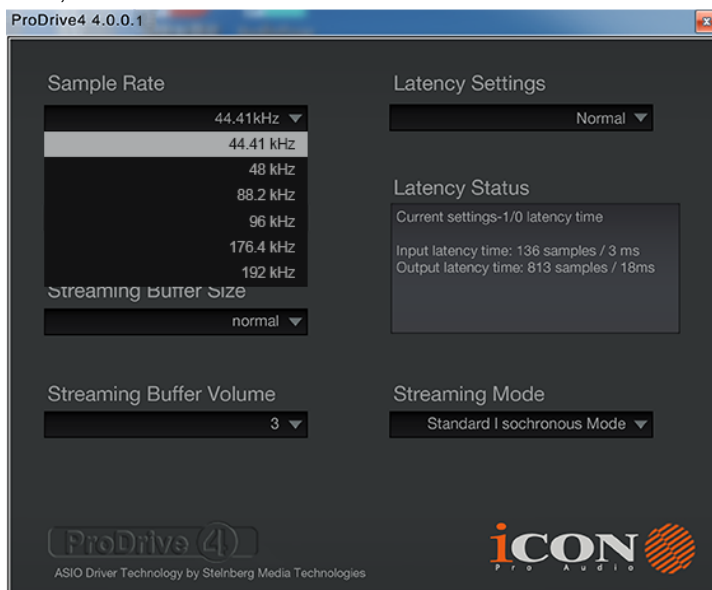 ProDrive4 4.0.0.1
Sample Rate
44.41kHz
44.41 kHz
48 kHz
88.2 kHz
96 kHz
176.4 kHz
192 kHz
Streaming Buffer Size
normal
Streaming Buffer Volume
3
Latency Settings
Normal
Latency Status
Current settings-1/0 latency time
Input latency time: 136 samples / 3 ms
Output latency time: 813 samples / 18ms
Streaming Mode
Standard I sochronous Mode
ProDrive 4
ASIO Driver Technology by Steinberg Media Technologies
iCON
Pro Audio